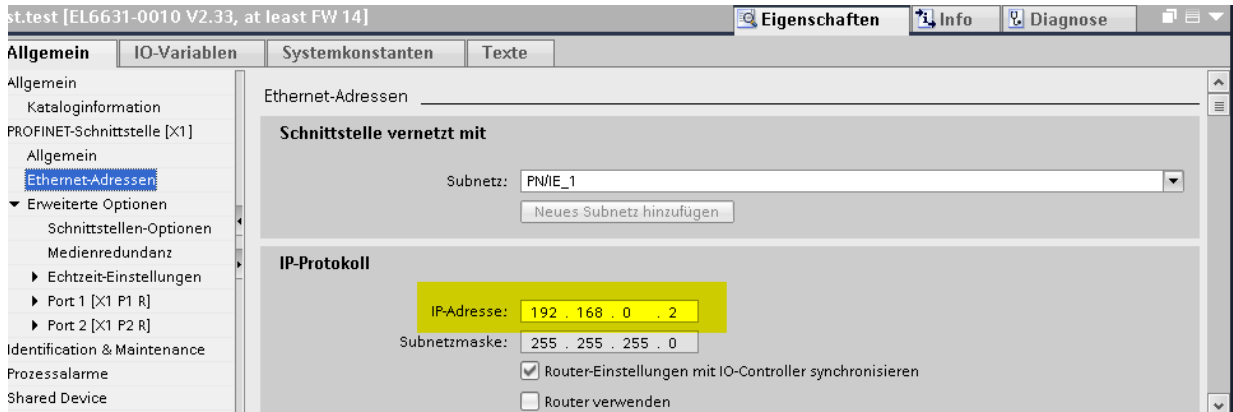 st.test [EL6631-0010 V2.33, at least FW 14]
Eigenschaften
Info
Diagnose
Allgemein
IO-Variablen
Systemkonstanten
Texte
Allgemein
Kataloginformation
PROFINET-Schnittstelle [X1]
Allgemein
Ethernet-Adressen
Erweiterte Optionen
Schnittstellen-Optionen
Medienredundanz
Echtzeit-Einstellungen
Port 1 [X1 P1 R]
Port 2 [X1 P2 R]
Identification & Maintenance
Prozessalarme
Shared Device
Ethernet-Adressen
Schnittstelle vernetzt mit
Subnetz: PN/IE_1
Neues Subnetz hinzufügen
IP-Protokoll
IP-Adresse: 192 . 168 . 0 . 2
Subnetzmaske: 255 . 255 . 255 . 0
Router-Einstellungen mit IO-Controller synchronisieren
Router verwenden